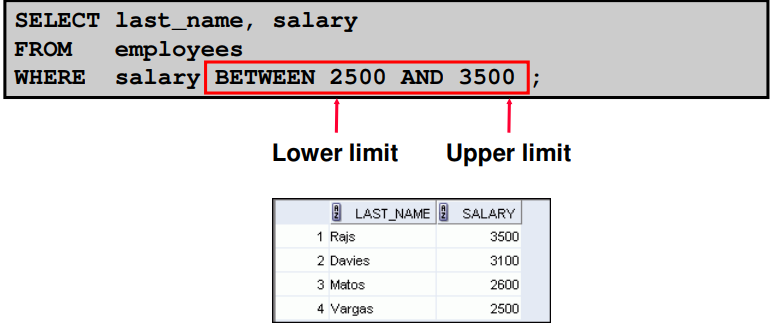 SELECT last_name, salary
FROM employees
WHERE salary BETWEEN 2500 AND 3500 ;
Lower limit Upper limit
LAST_NAME SALARY
1 Rajs 3500
2 Davies 3100
3 Matos 2600
4 Vargas 2500